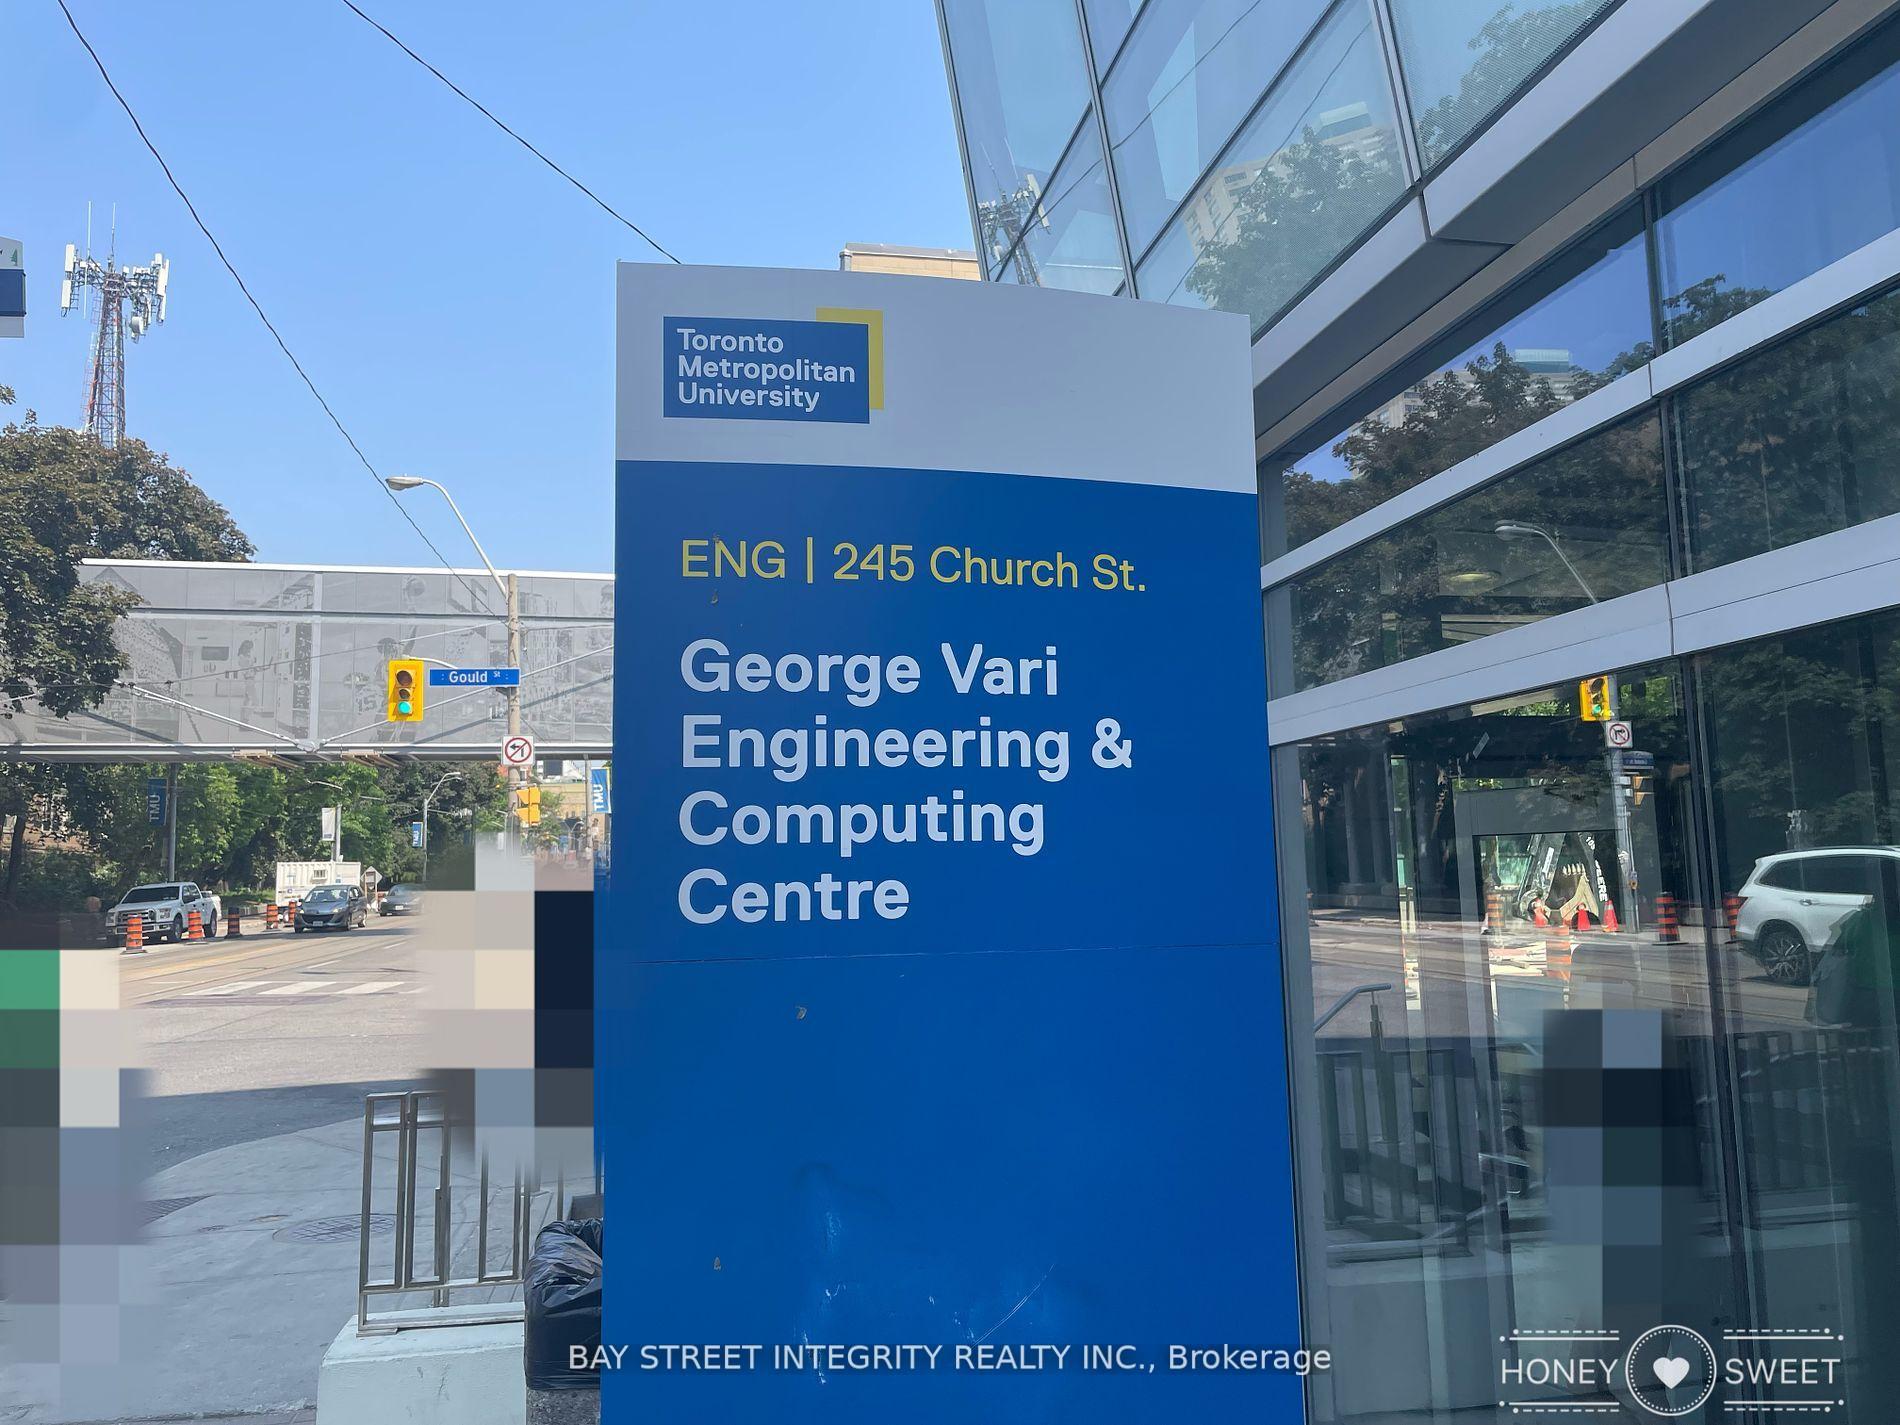 Toronto
Metropolitan
University
ENG | 245 Church St.
George Vari
Engineering &
Computing
Centre
Gould St
TMU
TMU
BAY STREET INTEGRITY REALTY INC., Brokerage
HONEY SWEET